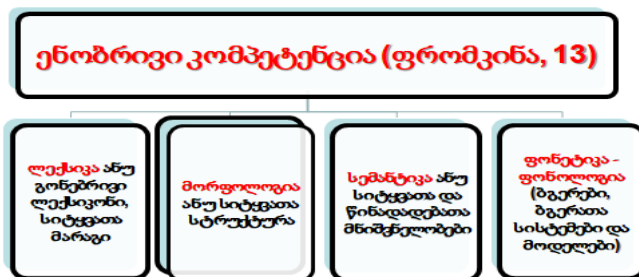 ენობრივი კომპეტენცია (ფრომკინა, 13)
ლექსიკა ანუ
გონებრივი
ლექსიკონი,
სიტყვათა
მარაგი
მორფოლოგია
ანუ სიტყვათა
სტრუქტურა
სემანტიკა ანუ
სიტყვათა და
წინადადებათა
მნიშვნელობები
ფონეტიკა -
ფონოლოგია
(ბგერები,
ბგერათა
სისტემები და
მოდელები)